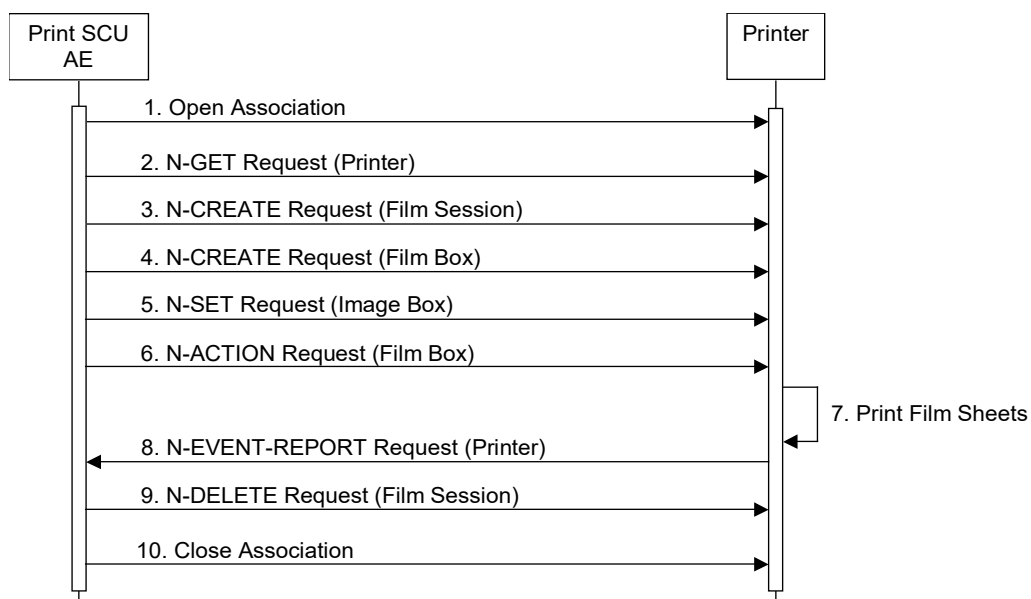 Print SCU
AE
Printer
1. Open Association
2. N-GET Request (Printer)
3. N-CREATE Request (Film Session)
4. N-CREATE Request (Film Box)
5. N-SET Request (Image Box)
6. N-ACTION Request (Film Box)
7. Print Film Sheets
8. N-EVENT-REPORT Request (Printer)
9. N-DELETE Request (Film Session)
10. Close Association